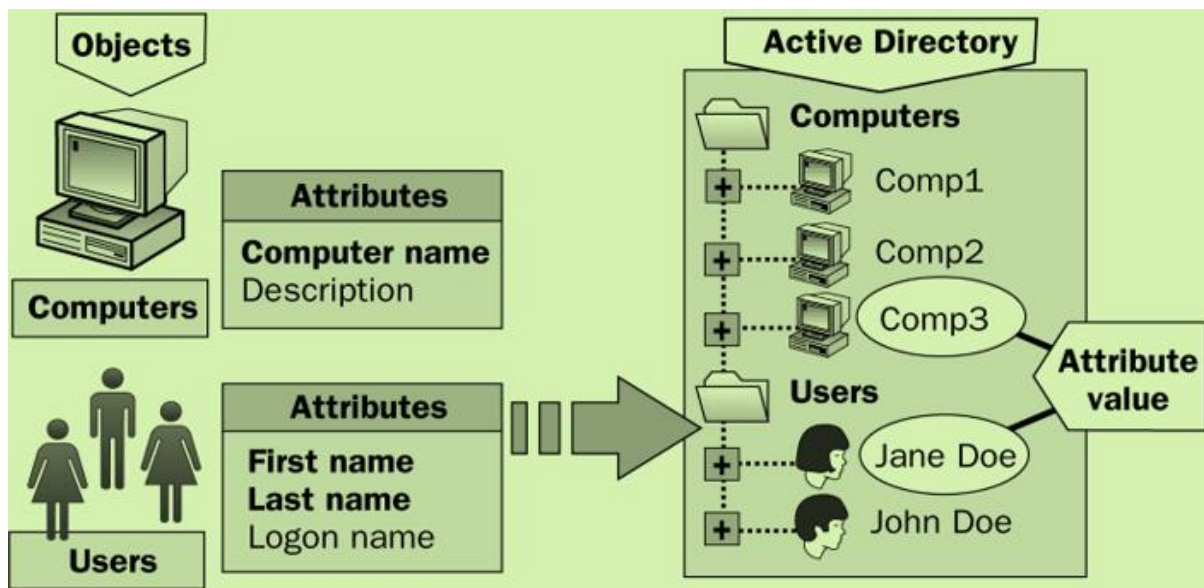 Objects
Computers
Attributes
Computer name
Description
Users
Attributes
First name
Last name
Logon name
Active Directory
Computers
Comp1
Comp2
Comp3
Users
Jane Doe
John Doe
Attribute
value